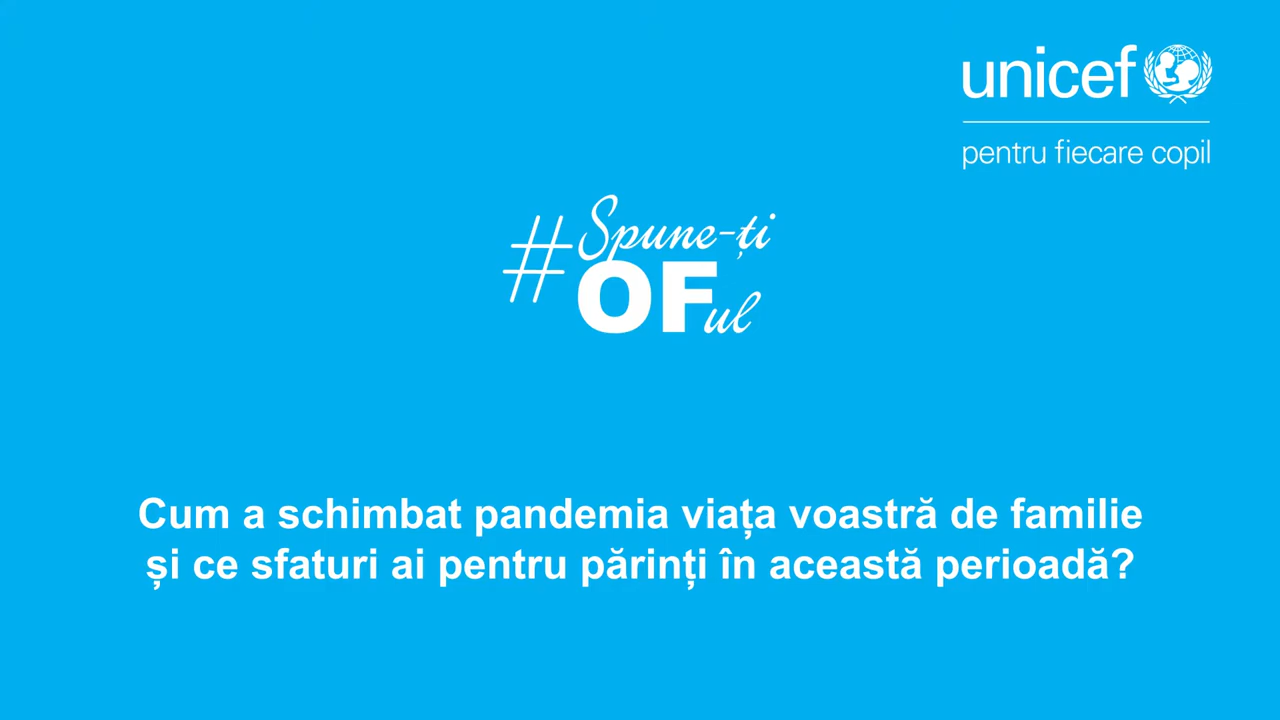 unicef
pentru fiecare copil
#Spune-ți
OFul
Cum a schimbat pandemia viața voastră de familie
și ce sfaturi ai pentru părinți în această perioadă?